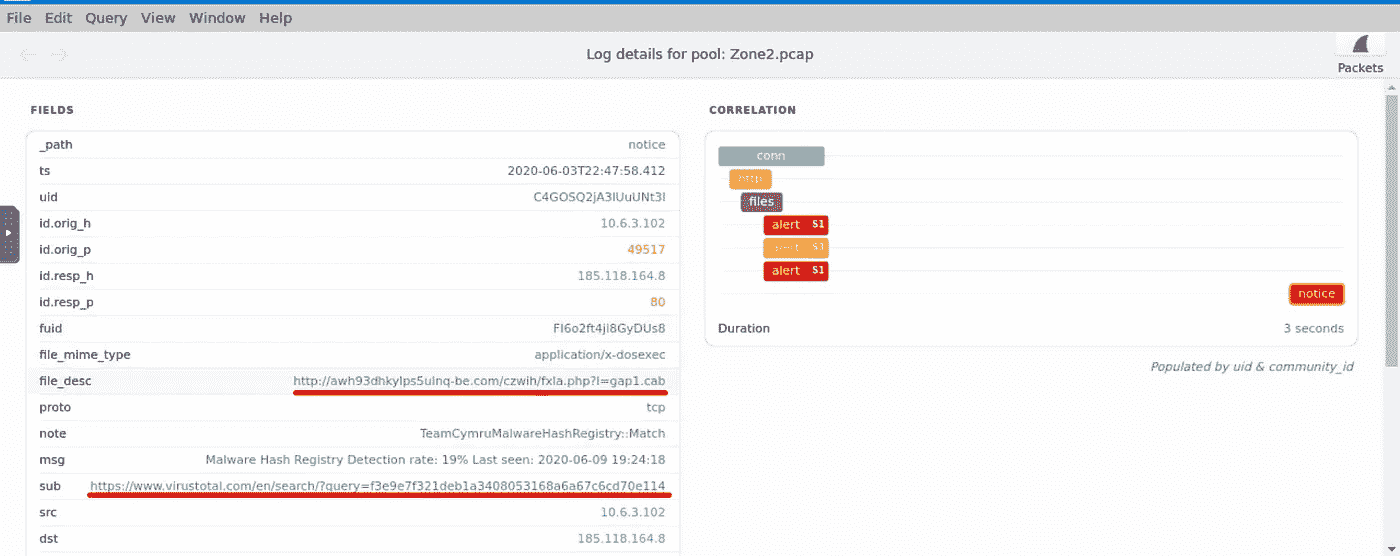 File Edit Query View Window Help
Log details for pool: Zone2.pcap
Packets
FIELDS
_path notice
ts 2020-06-03T22:47:58.412
uid C4GOSQ2jA3IUuUNt3l
id.orig_h 10.6.3.102
id.orig_p 49517
id.resp_h 185.118.164.8
id.resp_p 80
fuid FI6o2ft4jl8GyDUs8
file_mime_type application/x-dosexec
file_desc http://awh93dhkylps5ulnq-be.com/czwih/fxla.php?l=gap1.cab
proto tcp
note TeamCymruMalwareHashRegistry::Match
msg Malware Hash Registry Detection rate: 19% Last seen: 2020-06-09 19:24:18
sub https://www.virustotal.com/en/search/?query=f3e9e7f321deb1a3408053168a6a67c6cd70e114
src 10.6.3.102
dst 185.118.164.8
CORRELATION
conn
http
files
alert S1
alert S1
alert S1
notice
Duration 3 seconds
Populated by uid & community_id